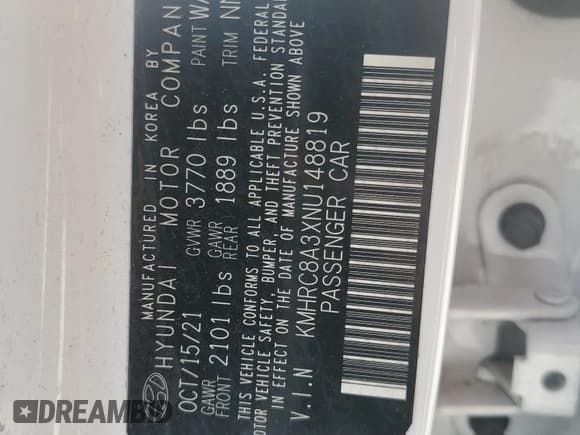 MANUFACTURED IN KOREA BY
HYUNDAI MOTOR COMPAN
OCT/15/21 GVWR 3770 lbs PAINT WA
GAWR FRONT 2101 lbs GAWR REAR 1889 lbs TRIM NN
THIS VEHICLE CONFORMS TO ALL APPLICABLE U.S.A. FEDERAL
OTOR VEHICLE SAFETY, BUMPER, AND THEFT PREVENTION STANDA
IN EFFECT ON THE DATE OF MANUFACTURE SHOWN ABOVE
V.I.N KMHRC8A3XNU148819
PASSENGER CAR
DREAMBID